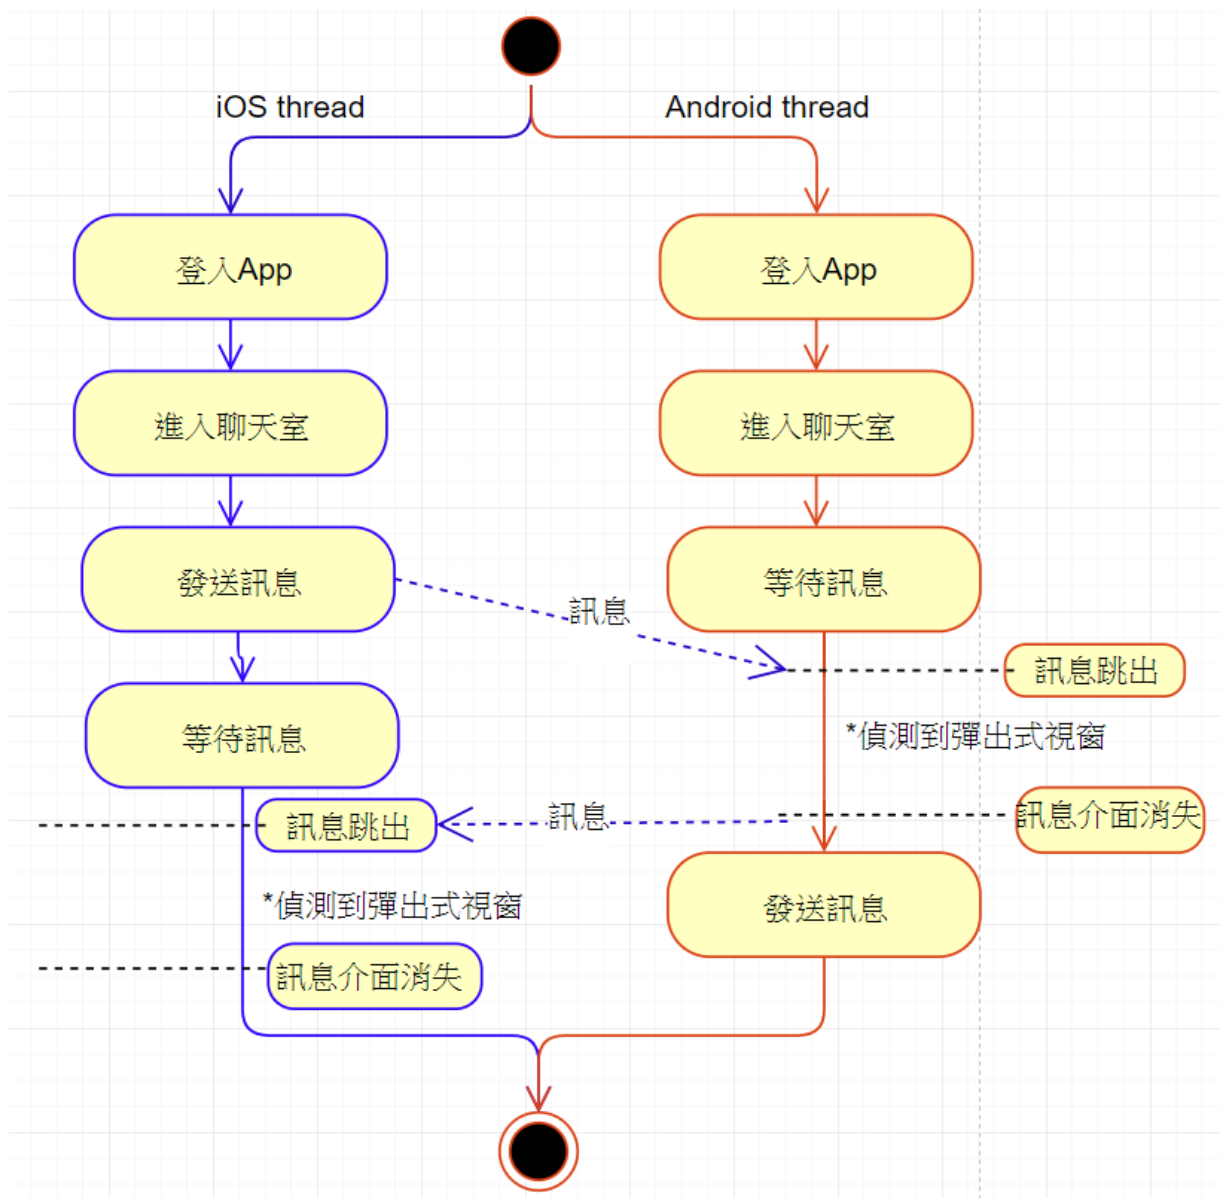 iOS thread
Android thread
登入App
登入App
進入聊天室
進入聊天室
發送訊息
等待訊息
訊息
訊息跳出
等待訊息
*偵測到彈出式視窗
訊息跳出
訊息
訊息介面消失
*偵測到彈出式視窗
發送訊息
訊息介面消失